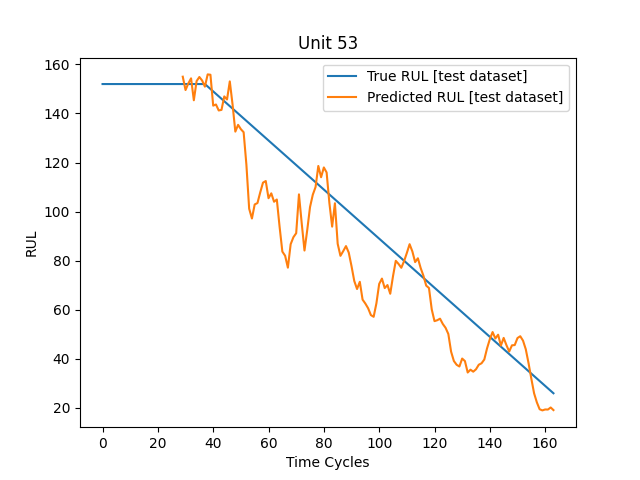 Unit 53
True RUL [test dataset]
Predicted RUL [test dataset]
RUL
160
140
120
100
80
60
40
20
0 20 40 60 80 100 120 140 160
Time Cycles